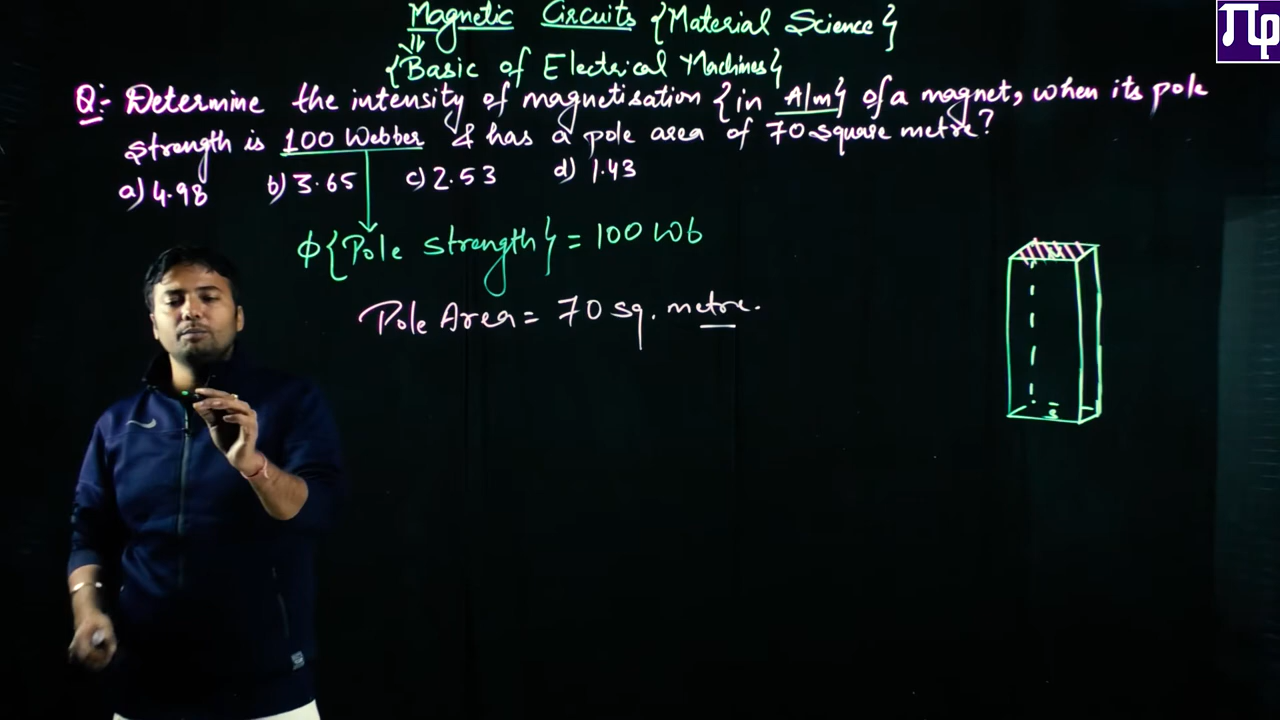 Magnetic Circuits {Material Science}
{Basic of Electrical Machines}
Q:- Determine the intensity of magnetisation {in A/m} of a magnet, when its pole
strength is 100 Webber & has a pole area of 70 square metre?
a) 4.98 b) 3.65 c) 2.53 d) 1.43
ϕ{Pole strength} = 100 Wb
Pole Area = 70 sq. metre.
πφ